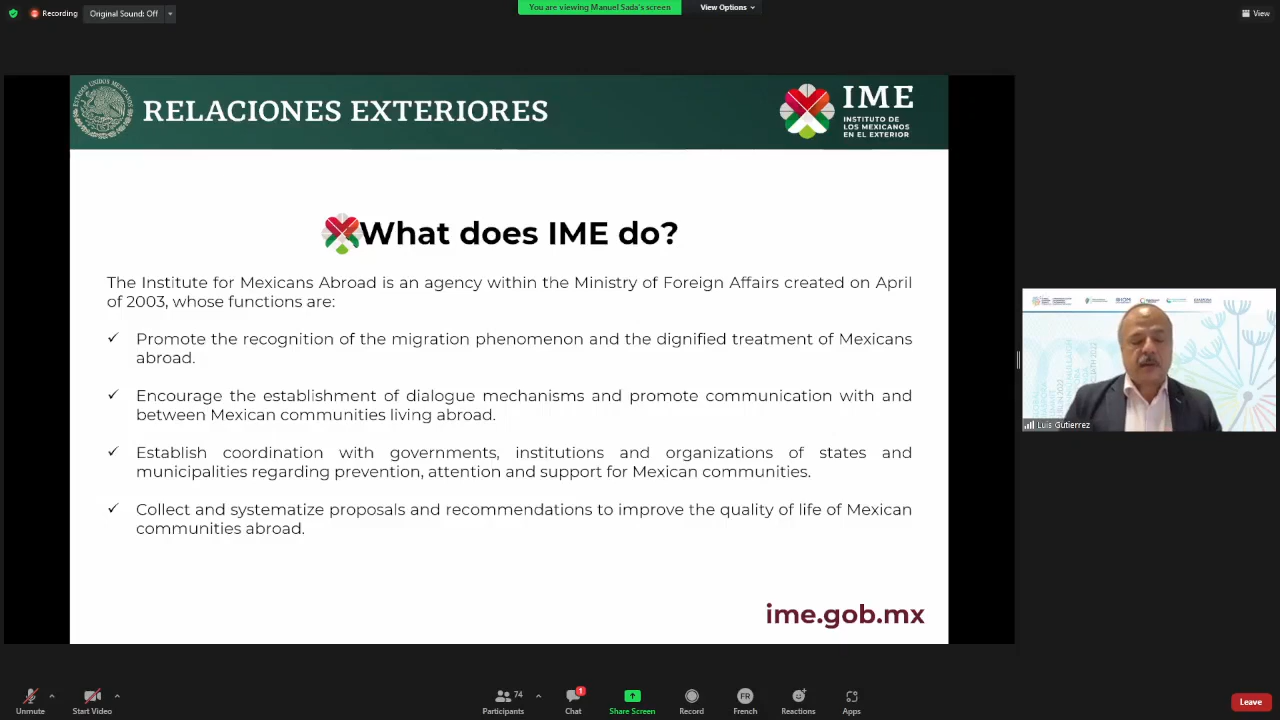 Recording
Original Sound: Off
You are viewing Manuel Sada's screen
View Options
View
ESTADOS UNIDOS MEXICANOS
RELACIONES EXTERIORES
IME
INSTITUTO DE
LOS MEXICANOS
EN EL EXTERIOR
What does IME do?
The Institute for Mexicans Abroad is an agency within the Ministry of Foreign Affairs created on April
of 2003, whose functions are:
✓ Promote the recognition of the migration phenomenon and the dignified treatment of Mexicans
abroad.
✓ Encourage the establishment of dialogue mechanisms and promote communication with and
between Mexican communities living abroad.
✓ Establish coordination with governments, institutions and organizations of states and
municipalities regarding prevention, attention and support for Mexican communities.
✓ Collect and systematize proposals and recommendations to improve the quality of life of Mexican
communities abroad.
ime.gob.mx
Luis Gutierrez
Unmute
Start Video
74
Participants
1
Chat
Share Screen
Record
FR
French
Reactions
Apps
Leave